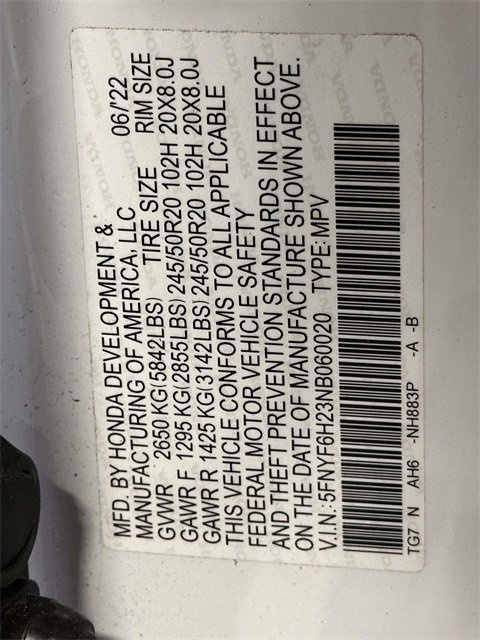 MFD. BY HONDA DEVELOPMENT & 06/'22
MANUFACTURING OF AMERICA, LLC
GVWR 2650 KG(5842LBS) TIRE SIZE RIM SIZE
GAWR F 1295 KG(2855LBS) 245/50R20 102H 20X8.0J
GAWR R 1425 KG(3142LBS) 245/50R20 102H 20X8.0J
THIS VEHICLE CONFORMS TO ALL APPLICABLE
FEDERAL MOTOR VEHICLE SAFETY
AND THEFT PREVENTION STANDARDS IN EFFECT
ON THE DATE OF MANUFACTURE SHOWN ABOVE.
V.I.N.: 5FNYF6H23NB060020 TYPE:MPV
TG7 N AH6 -NH883P -A -B